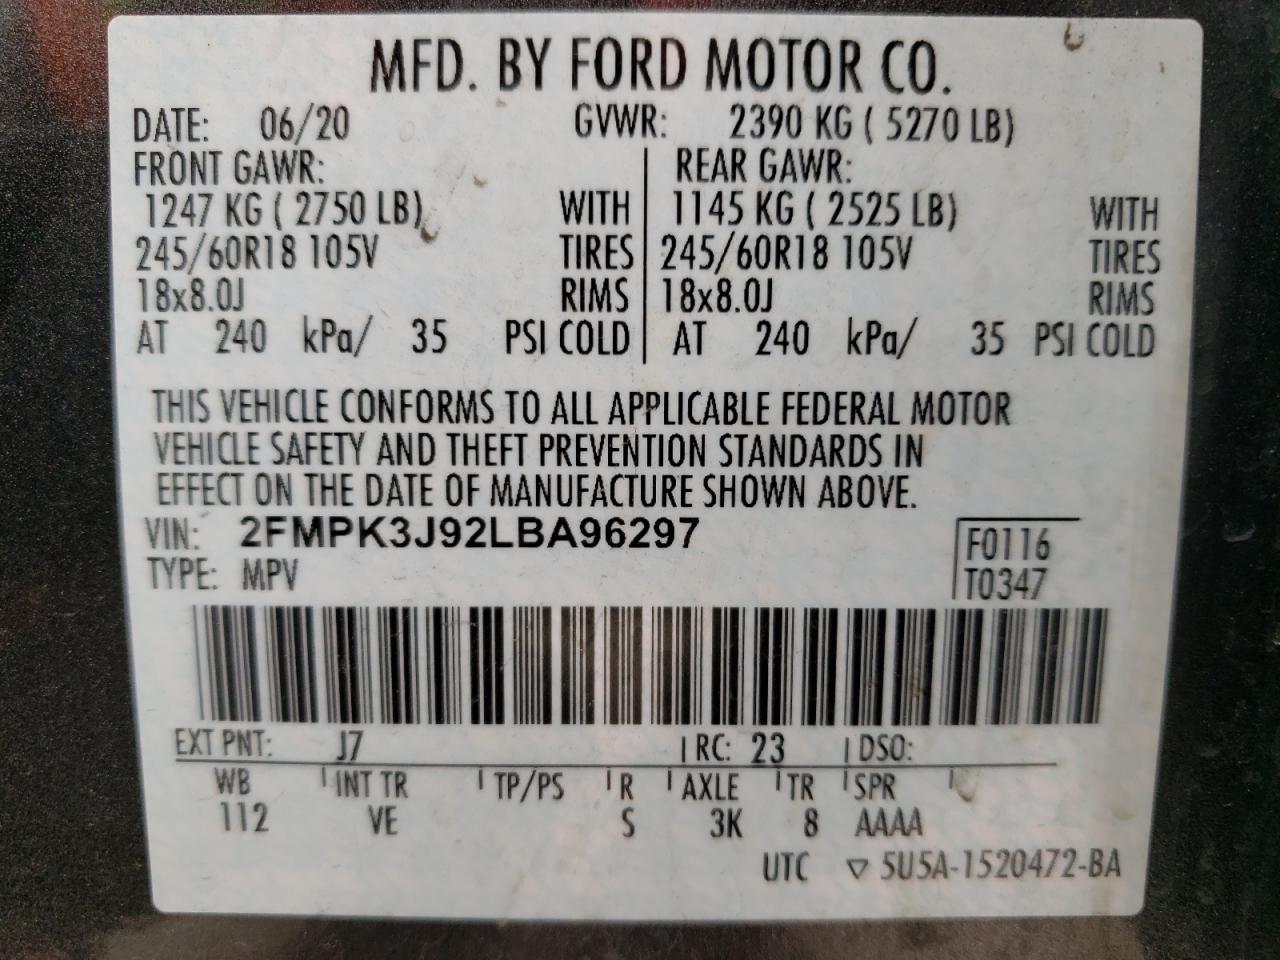 MFD. BY FORD MOTOR CO.
DATE: 06/20 GVWR: 2390 KG ( 5270 LB)
FRONT GAWR: REAR GAWR:
1247 KG ( 2750 LB) WITH 1145 KG ( 2525 LB) WITH
245/60R18 105V TIRES 245/60R18 105V TIRES
18x8.0J RIMS 18x8.0J RIMS
AT 240 kPa/ 35 PSI COLD AT 240 kPa/ 35 PSI COLD
THIS VEHICLE CONFORMS TO ALL APPLICABLE FEDERAL MOTOR
VEHICLE SAFETY AND THEFT PREVENTION STANDARDS IN
EFFECT ON THE DATE OF MANUFACTURE SHOWN ABOVE.
VIN: 2FMPK3J92LBA96297
F0116
TYPE: MPV T0347
EXT PNT: J7 RC: 23 DSO:
WB INT TR TP/PS R AXLE TR SPR
112 VE S 3K 8 AAAA
UTC ▽ 5U5A-1520472-BA